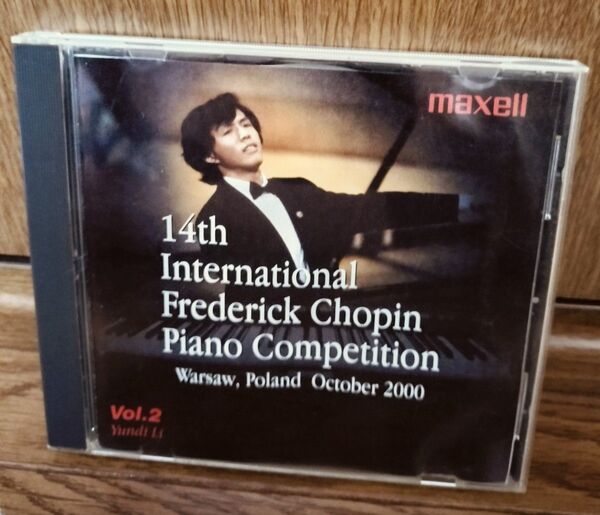 maxell
14th
International
Frederick Chopin
Piano Competition
Warsaw, Poland October 2000
Vol.2
Yundi Li